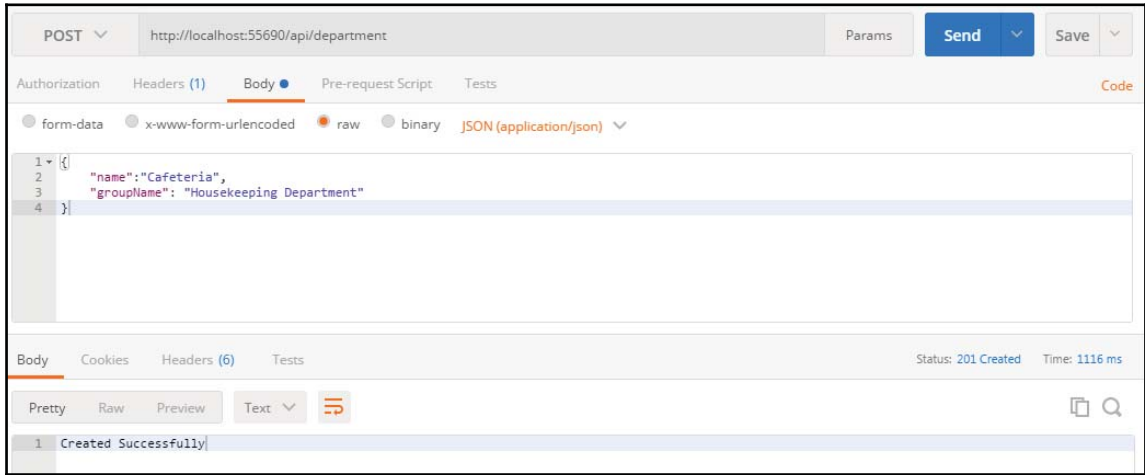 POST http://localhost:55690/api/department Params Send Save
Authorization Headers (1) Body Pre-request Script Tests Code
form-data x-www-form-urlencoded raw binary JSON (application/json)
1 {
2 "name":"Cafeteria",
3 "groupName": "Housekeeping Department"
4 }
Body Cookies Headers (6) Tests Status: 201 Created Time: 1116 ms
Pretty Raw Preview Text
1 Created Successfully